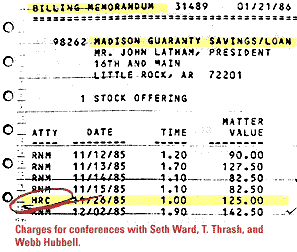 BILLING MEMORANDUM 31489 01/21/86
98262 MADISON GUARANTY SAVINGS/LOAN
MR. JOHN LATHAM, PRESIDENT
16TH AND MAIN
LITTLE ROCK, AR 72201
1 STOCK OFFERING
MATTER
ATTY DATE TIME VALUE
RNM 11/12/85 1.20 90.00
RNM 11/13/85 1.70 127.50
RNM 11/14/85 1.10 82.50
RNM 11/15/85 1.10 82.50
HRC 11/26/85 1.00 125.00
RNM 12/02/85 1.90 142.50
Charges for conferences with Seth Ward, T. Thrash, and
Webb Hubbell.